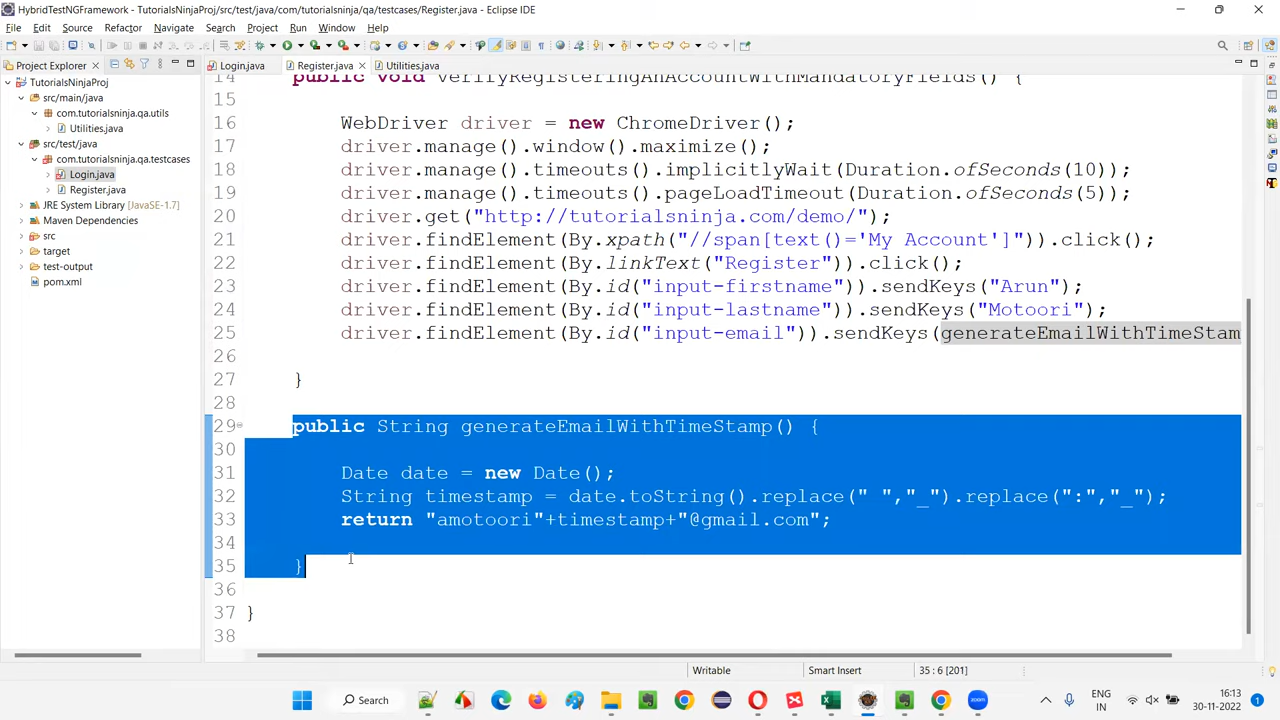 HybridTestNGFramework - TutorialsNinjaProj/src/test/java/com/tutorialsninja/qa/testcases/Register.java - Eclipse IDE
File Edit Source Refactor Navigate Search Project Run Window Help
Project Explorer
Login.java Register.java Utilities.java
TutorialsNinjaProj
src/main/java
com.tutorialsninja.qa.utils
Utilities.java
src/test/java
com.tutorialsninja.qa.testcases
Login.java
Register.java
JRE System Library [JavaSE-1.7]
Maven Dependencies
src
target
test-output
pom.xml
14 public void verifyRegisteringAnAccountWithMandatoryFields() {
15
16 WebDriver driver = new ChromeDriver();
17 driver.manage().window().maximize();
18 driver.manage().timeouts().implicitlyWait(Duration.ofSeconds(10));
19 driver.manage().timeouts().pageLoadTimeout(Duration.ofSeconds(5));
20 driver.get("http://tutorialsninja.com/demo/");
21 driver.findElement(By.xpath("//span[text()='My Account']")).click();
22 driver.findElement(By.linkText("Register")).click();
23 driver.findElement(By.id("input-firstname")).sendKeys("Arun");
24 driver.findElement(By.id("input-lastname")).sendKeys("Motoori");
25 driver.findElement(By.id("input-email")).sendKeys(generateEmailWithTimeStam
26
27 }
28
29 public String generateEmailWithTimeStamp() {
30
31 Date date = new Date();
32 String timestamp = date.toString().replace(" ","_").replace(":","_");
33 return "amotoori"+timestamp+"@gmail.com";
34
35 }
36
37 }
38
Writable Smart Insert 35 : 6 [201]
Search ENG IN 16:13 30-11-2022 1